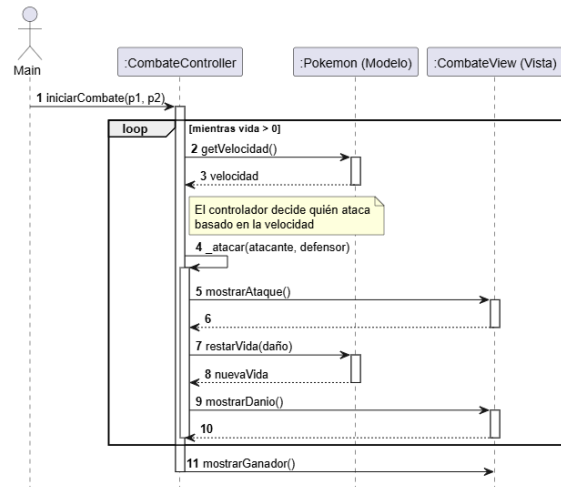 Main
:CombateController
:Pokemon (Modelo)
:CombateView (Vista)
1 iniciarCombate(p1, p2)
loop
[mientras vida > 0]
2 getVelocidad()
3 velocidad
El controlador decide quién ataca
basado en la velocidad
4 _atacar(atacante, defensor)
5 mostrarAtaque()
6
7 restarVida(daño)
8 nuevaVida
9 mostrarDanio()
10
11 mostrarGanador()